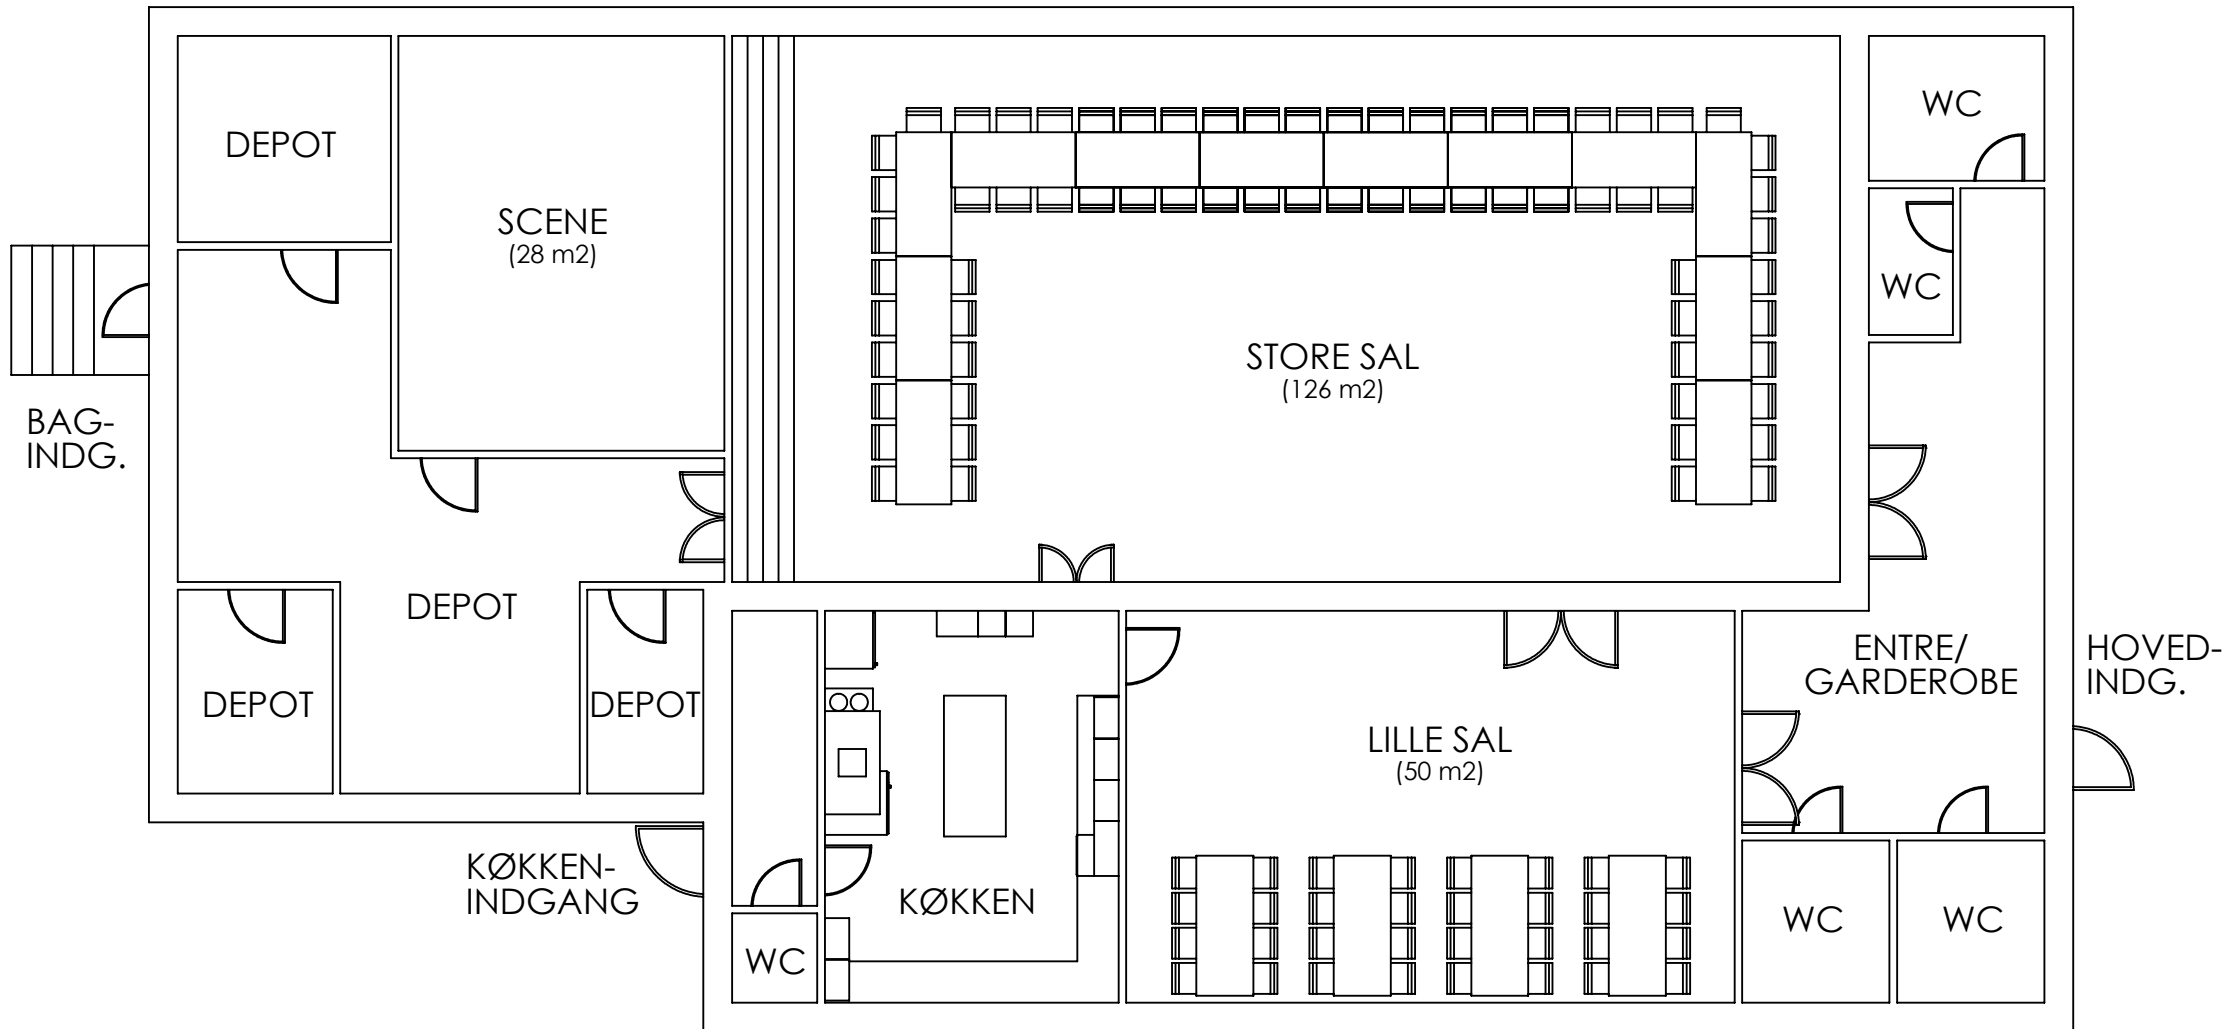 WC
DEPOT
SCENE
(28 m2)
WC
STORE SAL
(126 m2)
BAG-
INDG.
DEPOT
ENTRE/
GARDEROBE
HOVED-
INDG.
DEPOT
DEPOT
LILLE SAL
(50 m2)
KØKKEN-
INDGANG
KØKKEN
WC
WC
WC